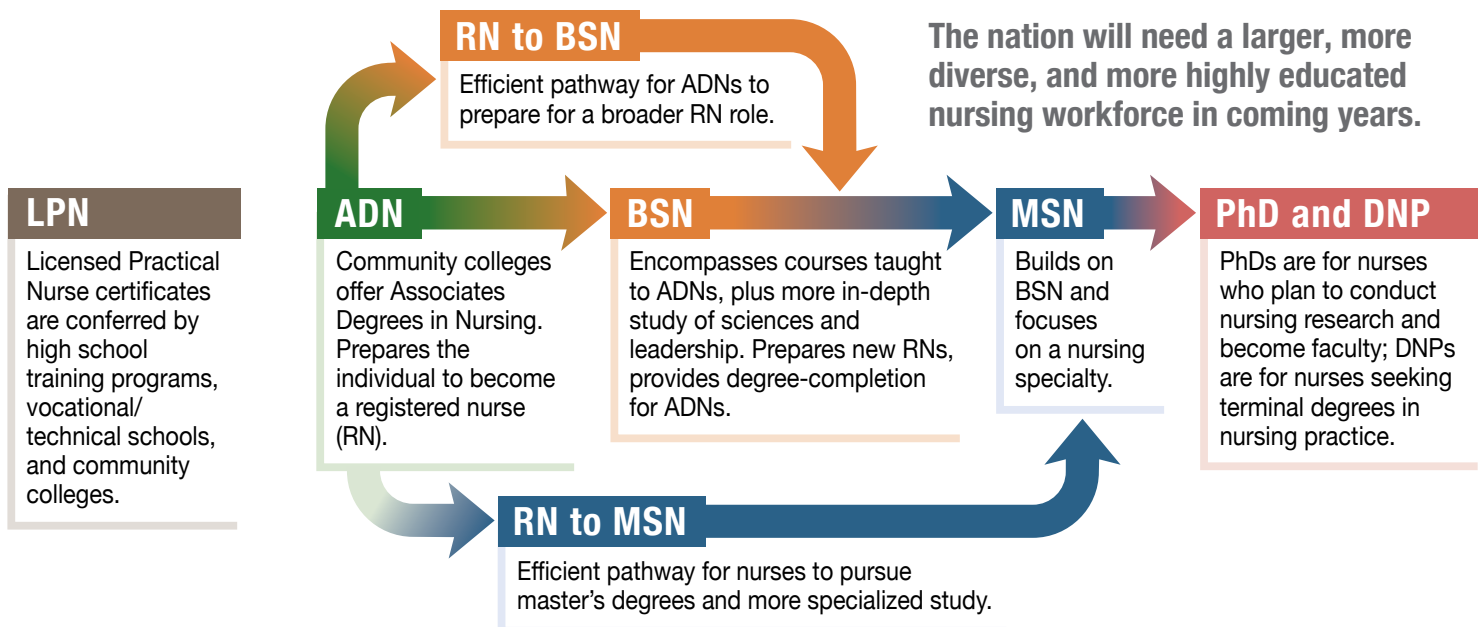 RN to BSN
Efficient pathway for ADNs to
prepare for a broader RN role.
The nation will need a larger, more
diverse, and more highly educated
nursing workforce in coming years.
LPN
Licensed Practical
Nurse certificates
are conferred by
high school
training programs,
vocational/
technical schools,
and community
colleges.
ADN
Community colleges
offer Associates
Degrees in Nursing.
Prepares the
individual to become
a registered nurse
(RN).
BSN
Encompasses courses taught
to ADNs, plus more in-depth
study of sciences and
leadership. Prepares new RNs,
provides degree-completion
for ADNs.
MSN
Builds on
BSN and
focuses
on a nursing
specialty.
PhD and DNP
PhDs are for nurses
who plan to conduct
nursing research and
become faculty; DNPs
are for nurses seeking
terminal degrees in
nursing practice.
RN to MSN
Efficient pathway for nurses to pursue
master’s degrees and more specialized study.